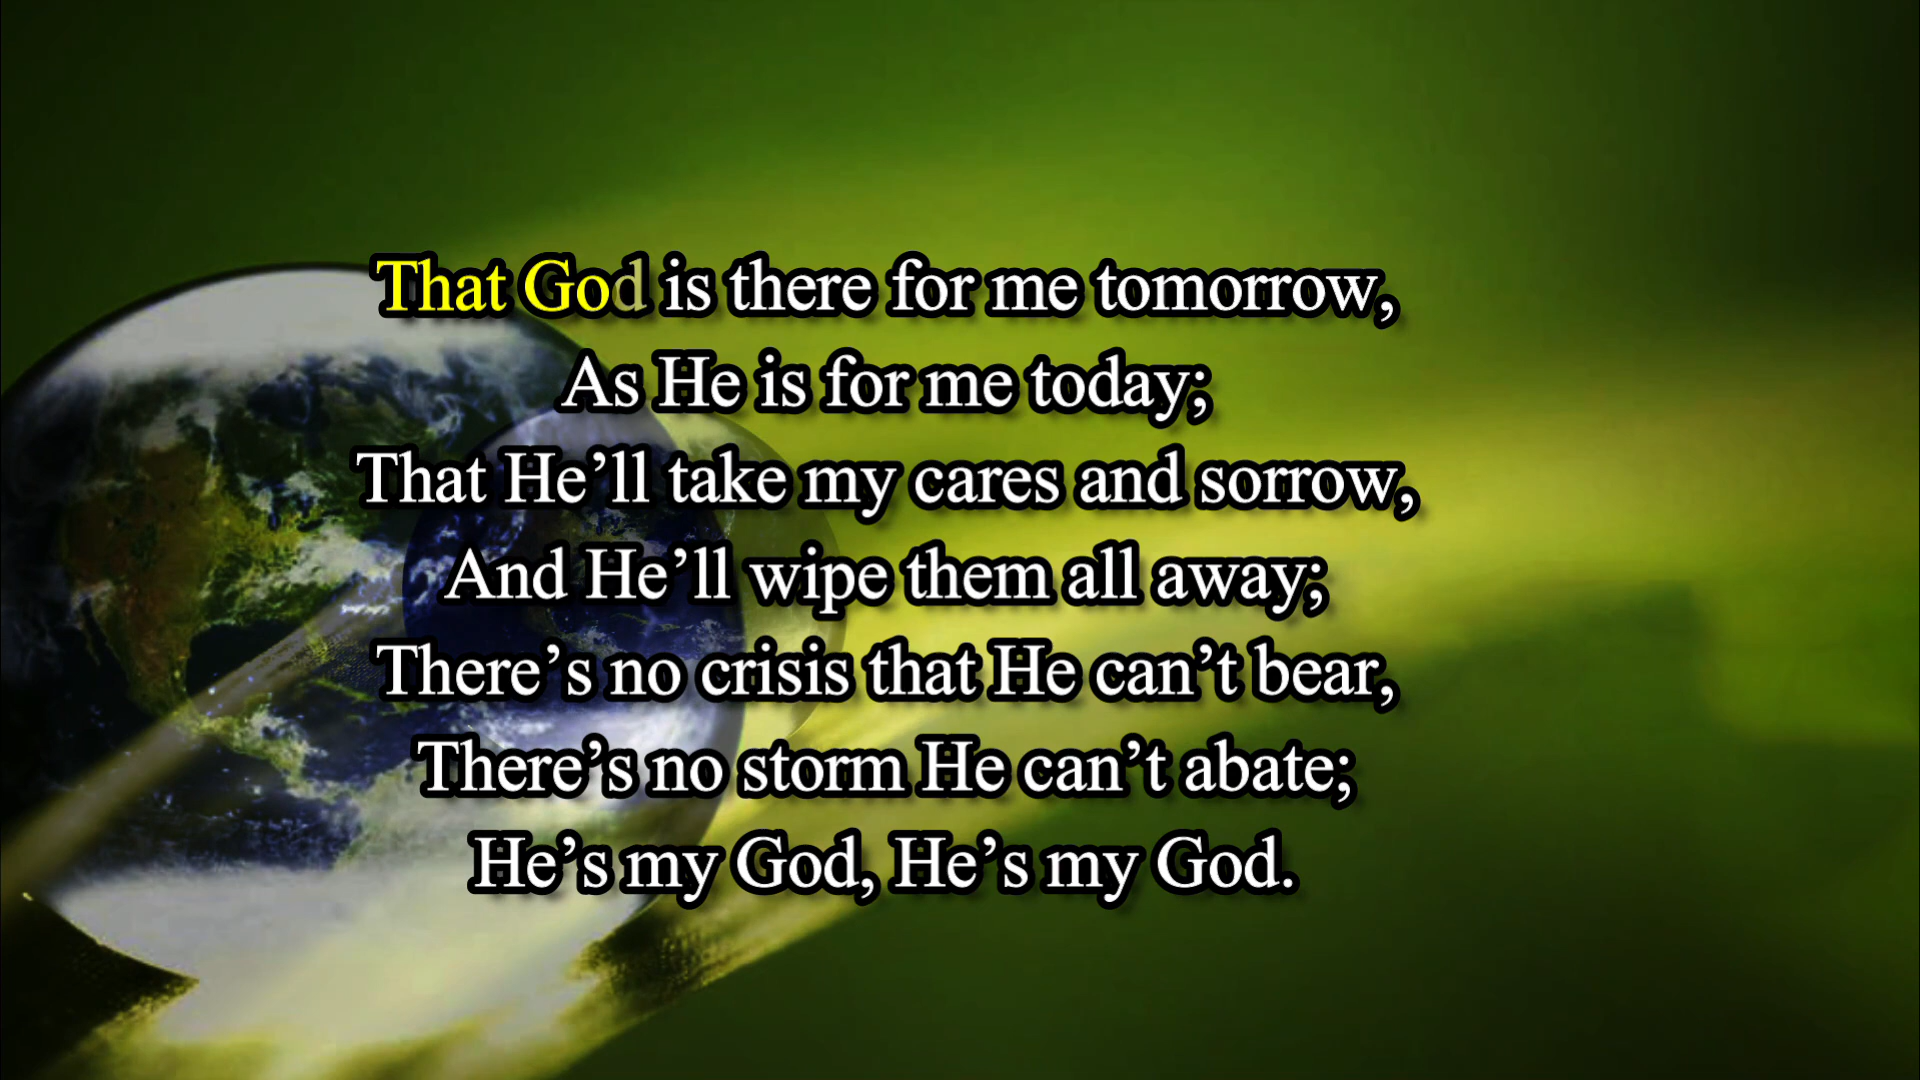 That God is there for me tomorrow,
As He is for me today;
That He’ll take my cares and sorrow,
And He’ll wipe them all away;
There’s no crisis that He can’t bear,
There’s no storm He can’t abate;
He’s my God, He’s my God.